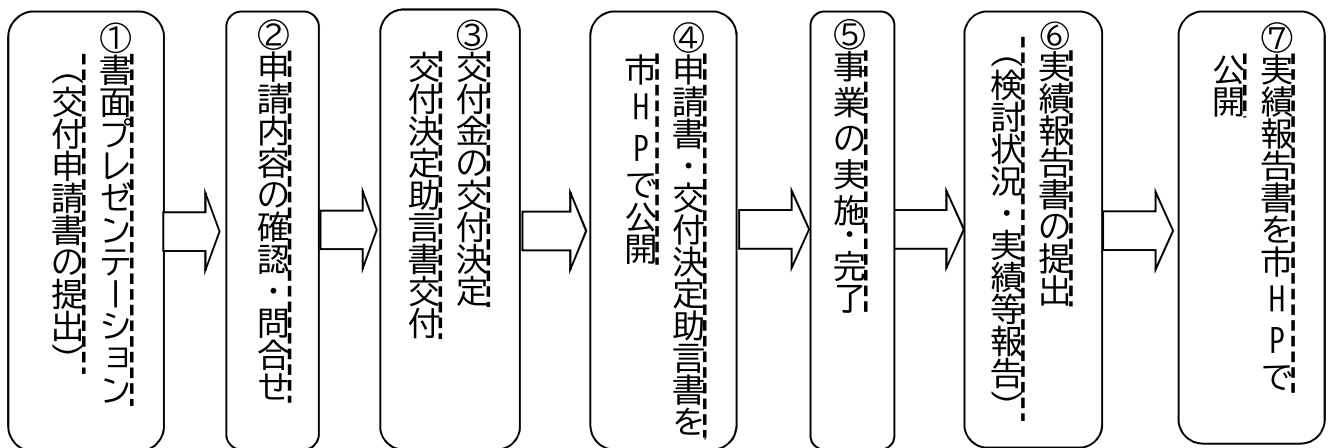 ①書面プレゼンテーション
（交付申請書の提出）
②申請内容の確認・問合せ
③交付金の交付決定
交付決定助言書交付
④申請書・交付決定助言書を
市ＨＰで公開
⑤事業の実施・完了
⑥実績報告書の提出
（検討状況・実績等報告）
⑦実績報告書を市ＨＰで
公開